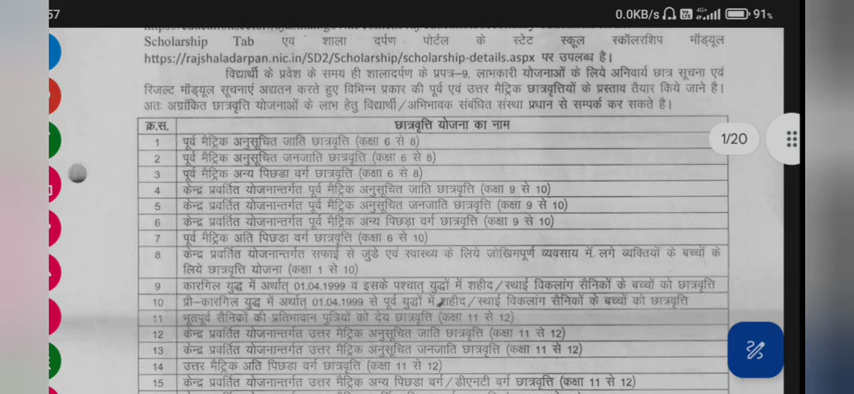 57 0.0KB/s 4G+ 91%
Scholarship Tab एव शाला दर्पण पोर्टल के स्टेट स्कूल स्कॉलरशिप मॉड्यूल
https://rajshaladarpan.nic.in/SD2/Scholarship/scholarship-details.aspx पर उपलब्ध है।
विद्यार्थी के प्रवेश के समय ही शालादर्पण के प्रपत्र-9, लाभकारी योजनाओं के लिये अनिवार्य छात्र सूचना एवं
रिजल्ट मॉड्यूल सूचनाएं अद्यतन करते हुए विभिन्न प्रकार की पूर्व एवं उत्तर मैट्रिक छात्रवृत्तियों के प्रस्ताव तैयार किये जाने है।
अतः अग्रांकित छात्रवृत्ति योजनाओं के लाभ हेतु विद्यार्थी/अभिभावक संबंधित संस्था प्रधान से सम्पर्क कर सकते है।
क्र.स. छात्रवृत्ति योजना का नाम
1/20
1 पूर्व मैट्रिक अनुसूचित जाति छात्रवृत्ति (कक्षा 6 से 8)
2 पूर्व मैट्रिक अनुसूचित जनजाति छात्रवृत्ति (कक्षा 6 से 8)
3 पूर्व मैट्रिक अन्य पिछडा वर्ग छात्रवृत्ति (कक्षा 6 से 8)
4 केन्द्र प्रवर्तित योजनान्तर्गत पूर्व मैट्रिक अनुसूचित जाति छात्रवृत्ति (कक्षा 9 से 10)
5 केन्द्र प्रवर्तित योजनान्तर्गत पूर्व मैट्रिक अनुसूचित जनजाति छात्रवृत्ति (कक्षा 9 से 10)
6 केन्द्र प्रवर्तित योजनान्तर्गत पूर्व मैट्रिक अन्य पिछड़ा वर्ग छात्रवृत्ति (कक्षा 9 से 10)
7 पूर्व मैट्रिक अति पिछडा वर्ग छात्रवृत्ति (कक्षा 6 से 10)
8 केन्द्र प्रवर्तित योजनान्तर्गत सफाई से जुडे एवं स्वास्थ्य के लिये जोखिमपूर्ण व्यवसाय में लगे व्यक्तियों के बच्चों के
लिये छात्रवृत्ति योजना (कक्षा 1 से 10)
9 कारगिल युद्ध में अर्थात् 01.04.1999 व इसके पश्चात् युद्धों में शहीद/स्थाई विकलांग सैनिकों के बच्चों को छात्रवृत्ति
10 प्री-कारगिल युद्ध में अर्थात् 01.04.1999 से पूर्व युद्धों में शहीद/स्थाई विकलांग सैनिकों के बच्चों को छात्रवृत्ति
11 भूतपूर्व सैनिकों की प्रतिभावान पुत्रियों को देय छात्रवृत्ति (कक्षा 11 से 12)
12 केन्द्र प्रवर्तित योजनान्तर्गत उत्तर मैट्रिक अनुसूचित जाति छात्रवृत्ति (कक्षा 11 से 12)
13 केन्द्र प्रवर्तित योजनान्तर्गत उत्तर मैट्रिक अनुसूचित जनजाति छात्रवृत्ति (कक्षा 11 से 12)
14 उत्तर मैट्रिक अति पिछडा वर्ग छात्रवृत्ति (कक्षा 11 से 12)
15 केन्द्र प्रवर्तित योजनान्तर्गत उत्तर मैट्रिक अन्य पिछडा वर्ग/डीएनटी वर्ग छात्रवृत्ति (कक्षा 11 से 12)